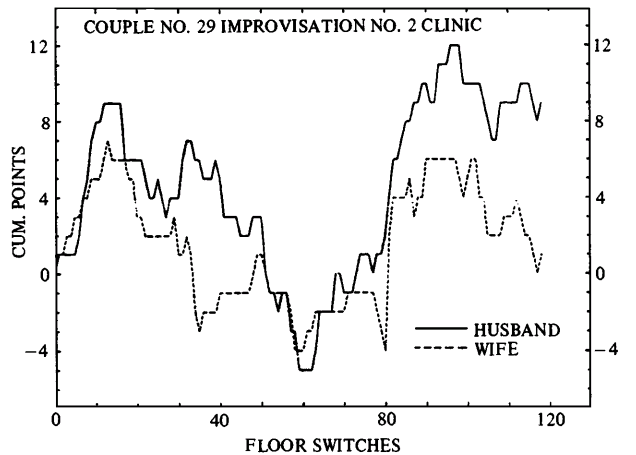 COUPLE NO. 29 IMPROVISATION NO. 2 CLINIC
12
8
4
0
−4
12
8
4
0
−4
CUM. POINTS
HUSBAND
WIFE
0
40
80
120
FLOOR SWITCHES